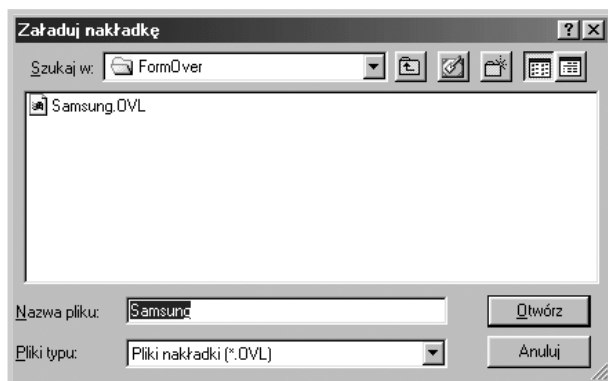 Załaduj nakładkę
Szukaj w: FormOver
Samsung.OVL
Nazwa pliku: Samsung Otwórz
Pliki typu: Pliki nakładki (*.OVL) Anuluj